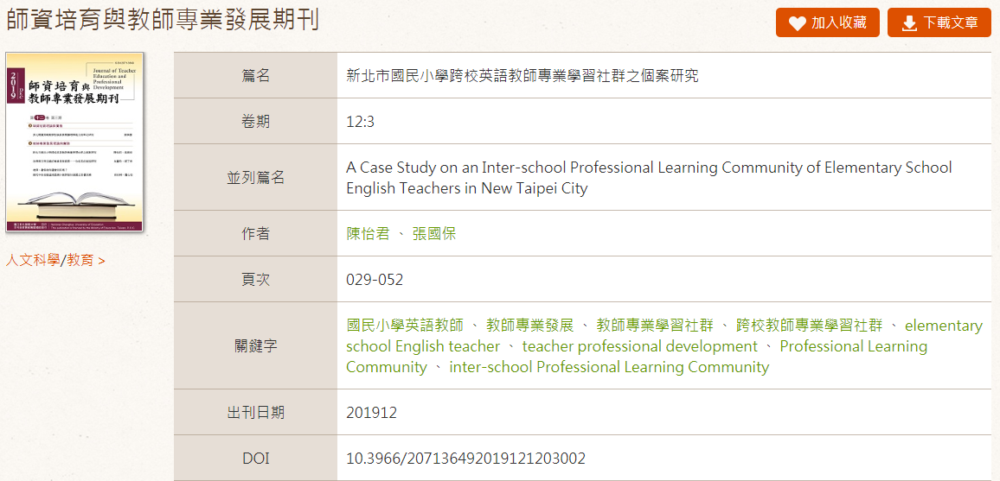 師資培育與教師專業發展期刊
加入收藏
下載文章
2019
DEC
Journal of Teacher
Education and
Professional
Development
師資培育與
教師專業發展期刊
人文科學/教育 >
篇名
新北市國民小學跨校英語教師專業學習社群之個案研究
卷期
12:3
並列篇名
A Case Study on an Inter-school Professional Learning Community of Elementary School
English Teachers in New Taipei City
作者
陳怡君 、 張國保
頁次
029-052
關鍵字
國民小學英語教師 、 教師專業發展 、 教師專業學習社群 、 跨校教師專業學習社群 、 elementary
school English teacher 、 teacher professional development 、 Professional Learning
Community 、 inter-school Professional Learning Community
出刊日期
201912
DOI
10.3966/207136492019121203002